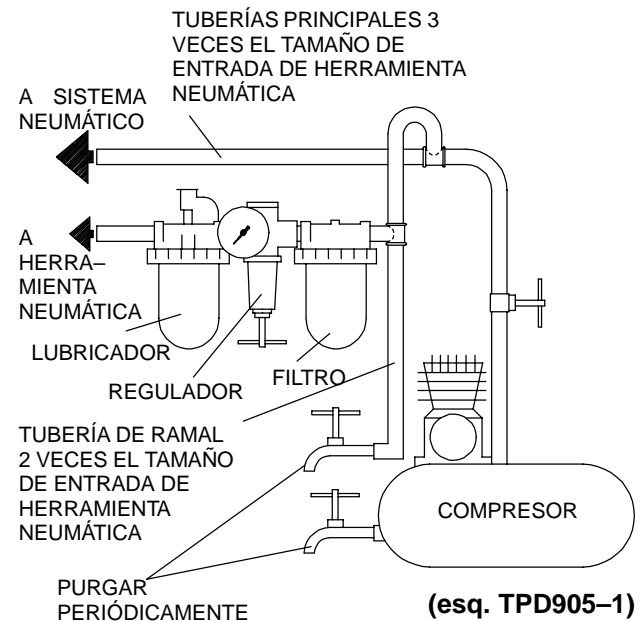 TUBERÍAS PRINCIPALES 3
VECES EL TAMAÑO DE
ENTRADA DE HERRAMIENTA
NEUMÁTICA
A SISTEMA
NEUMÁTICO
A
HERRA–
MIENTA
NEUMÁTICA
LUBRICADOR
REGULADOR
FILTRO
TUBERÍA DE RAMAL
2 VECES EL TAMAÑO
DE ENTRADA DE
HERRAMIENTA
NEUMÁTICA
COMPRESOR
PURGAR
PERIÓDICAMENTE
(esq. TPD905–1)